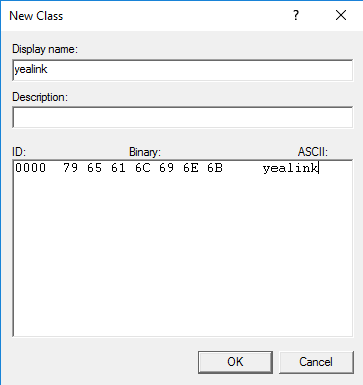 New Class
Display name:
yealink
Description:
ID: Binary: ASCII:
0000 79 65 61 6C 69 6E 6B yealink
OK Cancel